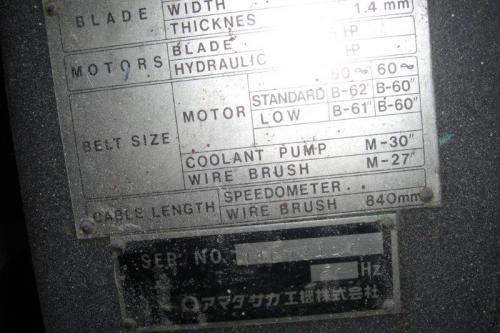 BLADE WIDTH
THICKNES 1.4 mm
MOTORS BLADE HP
HYDRAULIC HP
60~
BELT SIZE MOTOR STANDARD B-62" B-60"
LOW B-61" B-60"
COOLANT PUMP M-30"
WIRE BRUSH M-27"
CABLE LENGTH SPEEDOMETER
WIRE BRUSH 840mm
SER NO.
Hz
アマダサカエ機株式会社